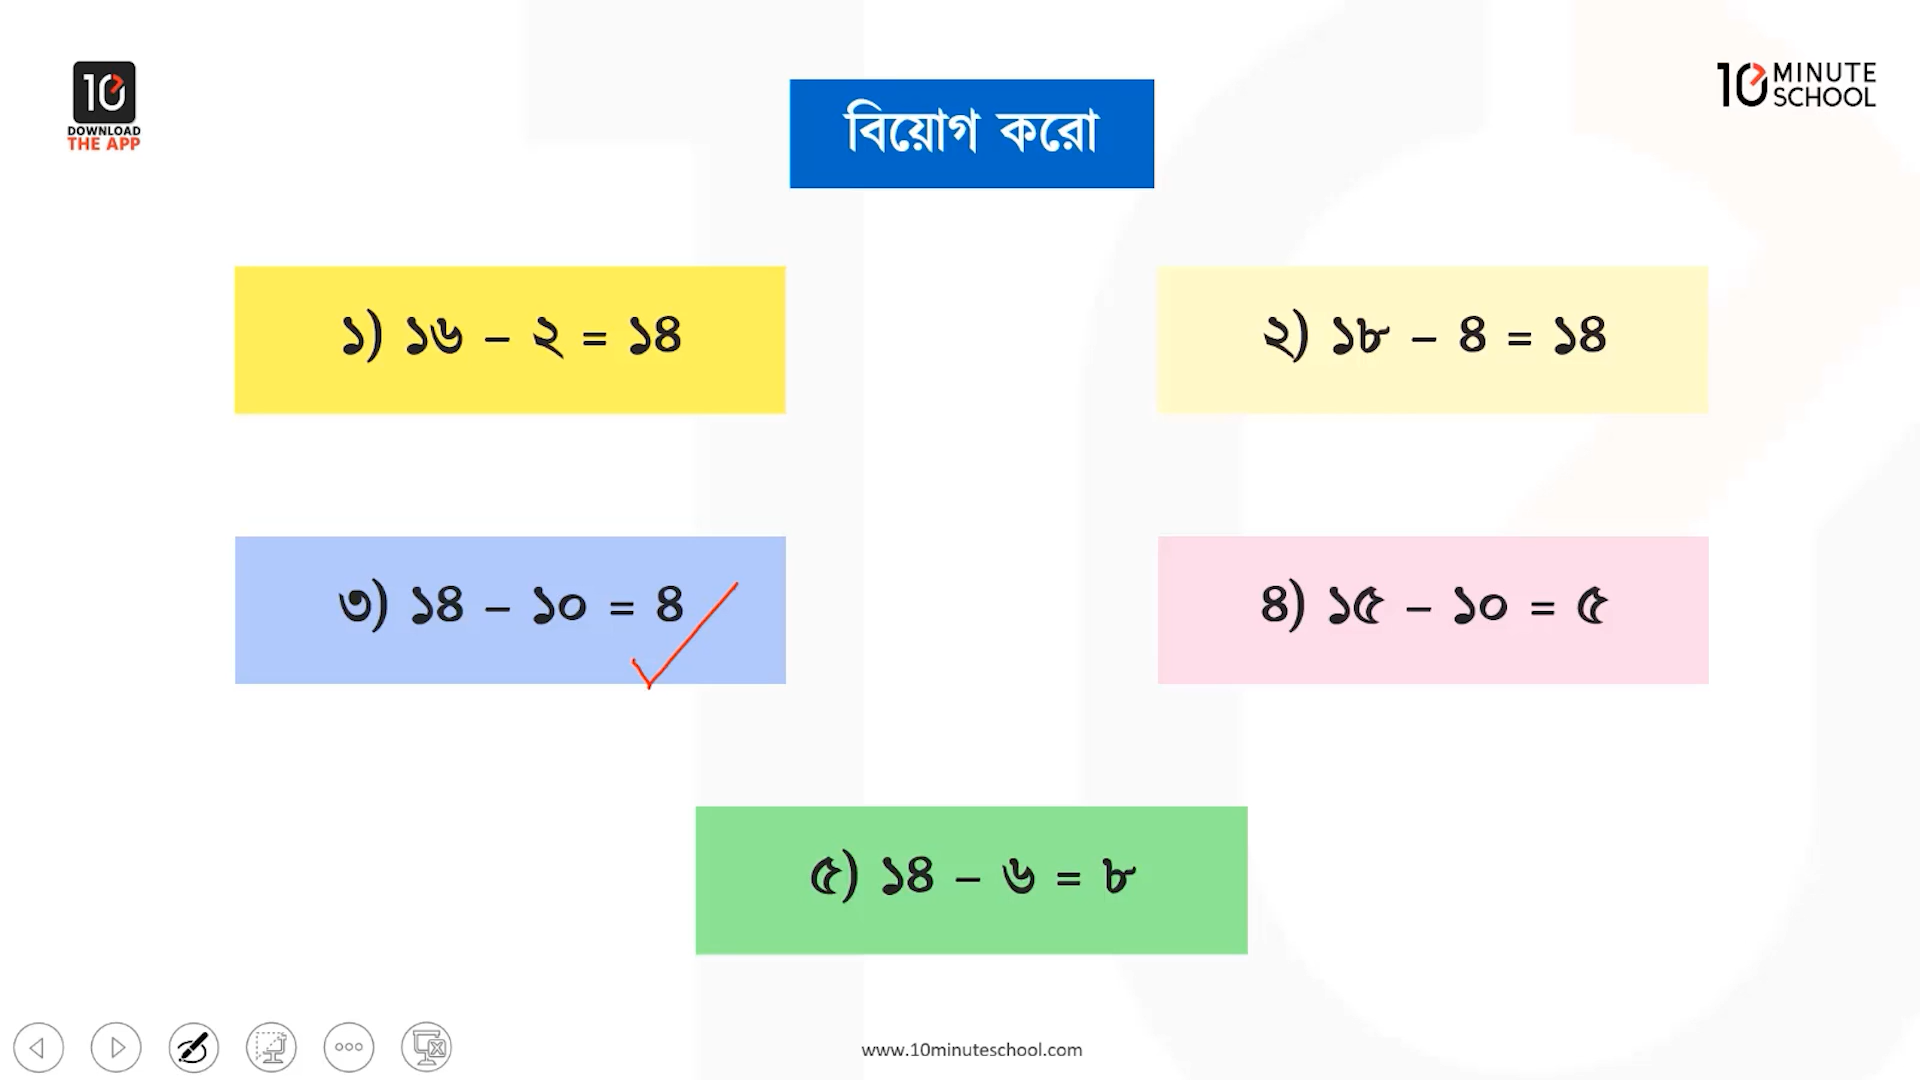 10
DOWNLOAD
THE APP
10 MINUTE
SCHOOL
বিয়োগ করো
১) ১৬ – ২ = ১৪
২) ১৮ – ৪ = ১৪
৩) ১৪ – ১০ = ৪
৪) ১৫ – ১০ = ৫
৫) ১৪ – ৬ = ৮
www.10minuteschool.com